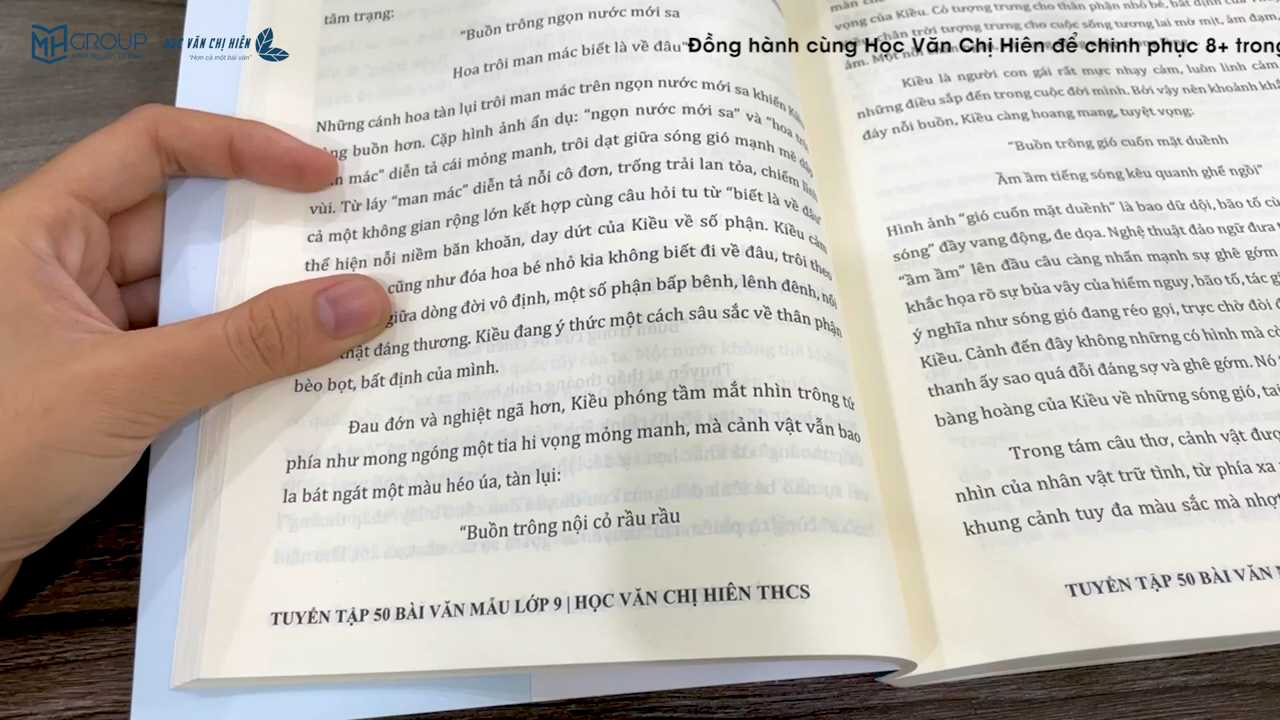 MH GROUP
HỌC VĂN CHỊ HIÊN
"Hơn cả một bài văn"
Đồng hành cùng Học Văn Chị Hiên để chinh phục 8+ trong
tâm trạng:
"Buồn trông ngọn nước mới sa
Hoa trôi man mác biết là về đâu"
Những cánh hoa tàn lụi trôi man mác trên ngọn nước mới sa khiến Kiều
buồn hơn. Cặp hình ảnh ẩn dụ: "ngọn nước mới sa" và "hoa trôi
mác" diễn tả cái mỏng manh, trôi dạt giữa sóng gió mạnh mẽ
vùi. Từ láy "man mác" diễn tả nỗi cô đơn, trống trải lan tỏa, chiếm lĩnh
cả một không gian rộng lớn kết hợp cùng câu hỏi tu từ "biết là về đâu"
thể hiện nỗi niềm băn khoăn, day dứt của Kiều về số phận. Kiều cảm
cũng như đóa hoa bé nhỏ kia không biết đi về đâu, trôi theo
giữa dòng đời vô định, một số phận bấp bênh, lênh đênh, nổi
thật đáng thương. Kiều đang ý thức một cách sâu sắc về thân phận
bèo bọt, bất định của mình.
Đau đớn và nghiệt ngã hơn, Kiều phóng tầm mắt nhìn trông tứ
phía như mong ngóng một tia hi vọng mỏng manh, mà cảnh vật vẫn bao
la bát ngát một màu héo úa, tàn lụi:
"Buồn trông nội cỏ rầu rầu
TUYỂN TẬP 50 BÀI VĂN MẪU LỚP 9 | HỌC VĂN CHỊ HIÊN THCS
vọng của Kiều. Cỏ tượng trưng cho thân phận nhỏ bé, bất định của
chân trời tượng trưng cho cuộc sống tương lai mờ mịt, ảm đạm
Kiều là người con gái rất mực nhạy cảm, luôn linh cảm
những điều sắp đến trong cuộc đời mình. Bởi vậy nên khoảnh khắc
đáy nỗi buồn, Kiều càng hoang mang, tuyệt vọng:
"Buồn trông gió cuốn mặt duềnh
Ầm ầm tiếng sóng kêu quanh ghế ngồi"
Hình ảnh "gió cuốn mặt duềnh" là bao dữ dội, bão tố
sóng" đầy vang động, đe dọa. Nghệ thuật đảo ngữ đưa
"ầm ầm" lên đầu câu càng nhấn mạnh sự ghê gớm
khắc họa rõ sự bủa vây của hiểm nguy, bão tố, tác
ý nghĩa như sóng gió đang réo gọi, trực chờ đời
Kiều. Cảnh đến đây không những có hình mà
thanh ấy sao quá đỗi đáng sợ và ghê gớm. Nó
bàng hoàng của Kiều về những sóng gió,
Trong tám câu thơ, cảnh vật được
nhìn của nhân vật trữ tình, từ phía xa
khung cảnh tuy đa màu sắc mà
TUYỂN TẬP 50 BÀI VĂN